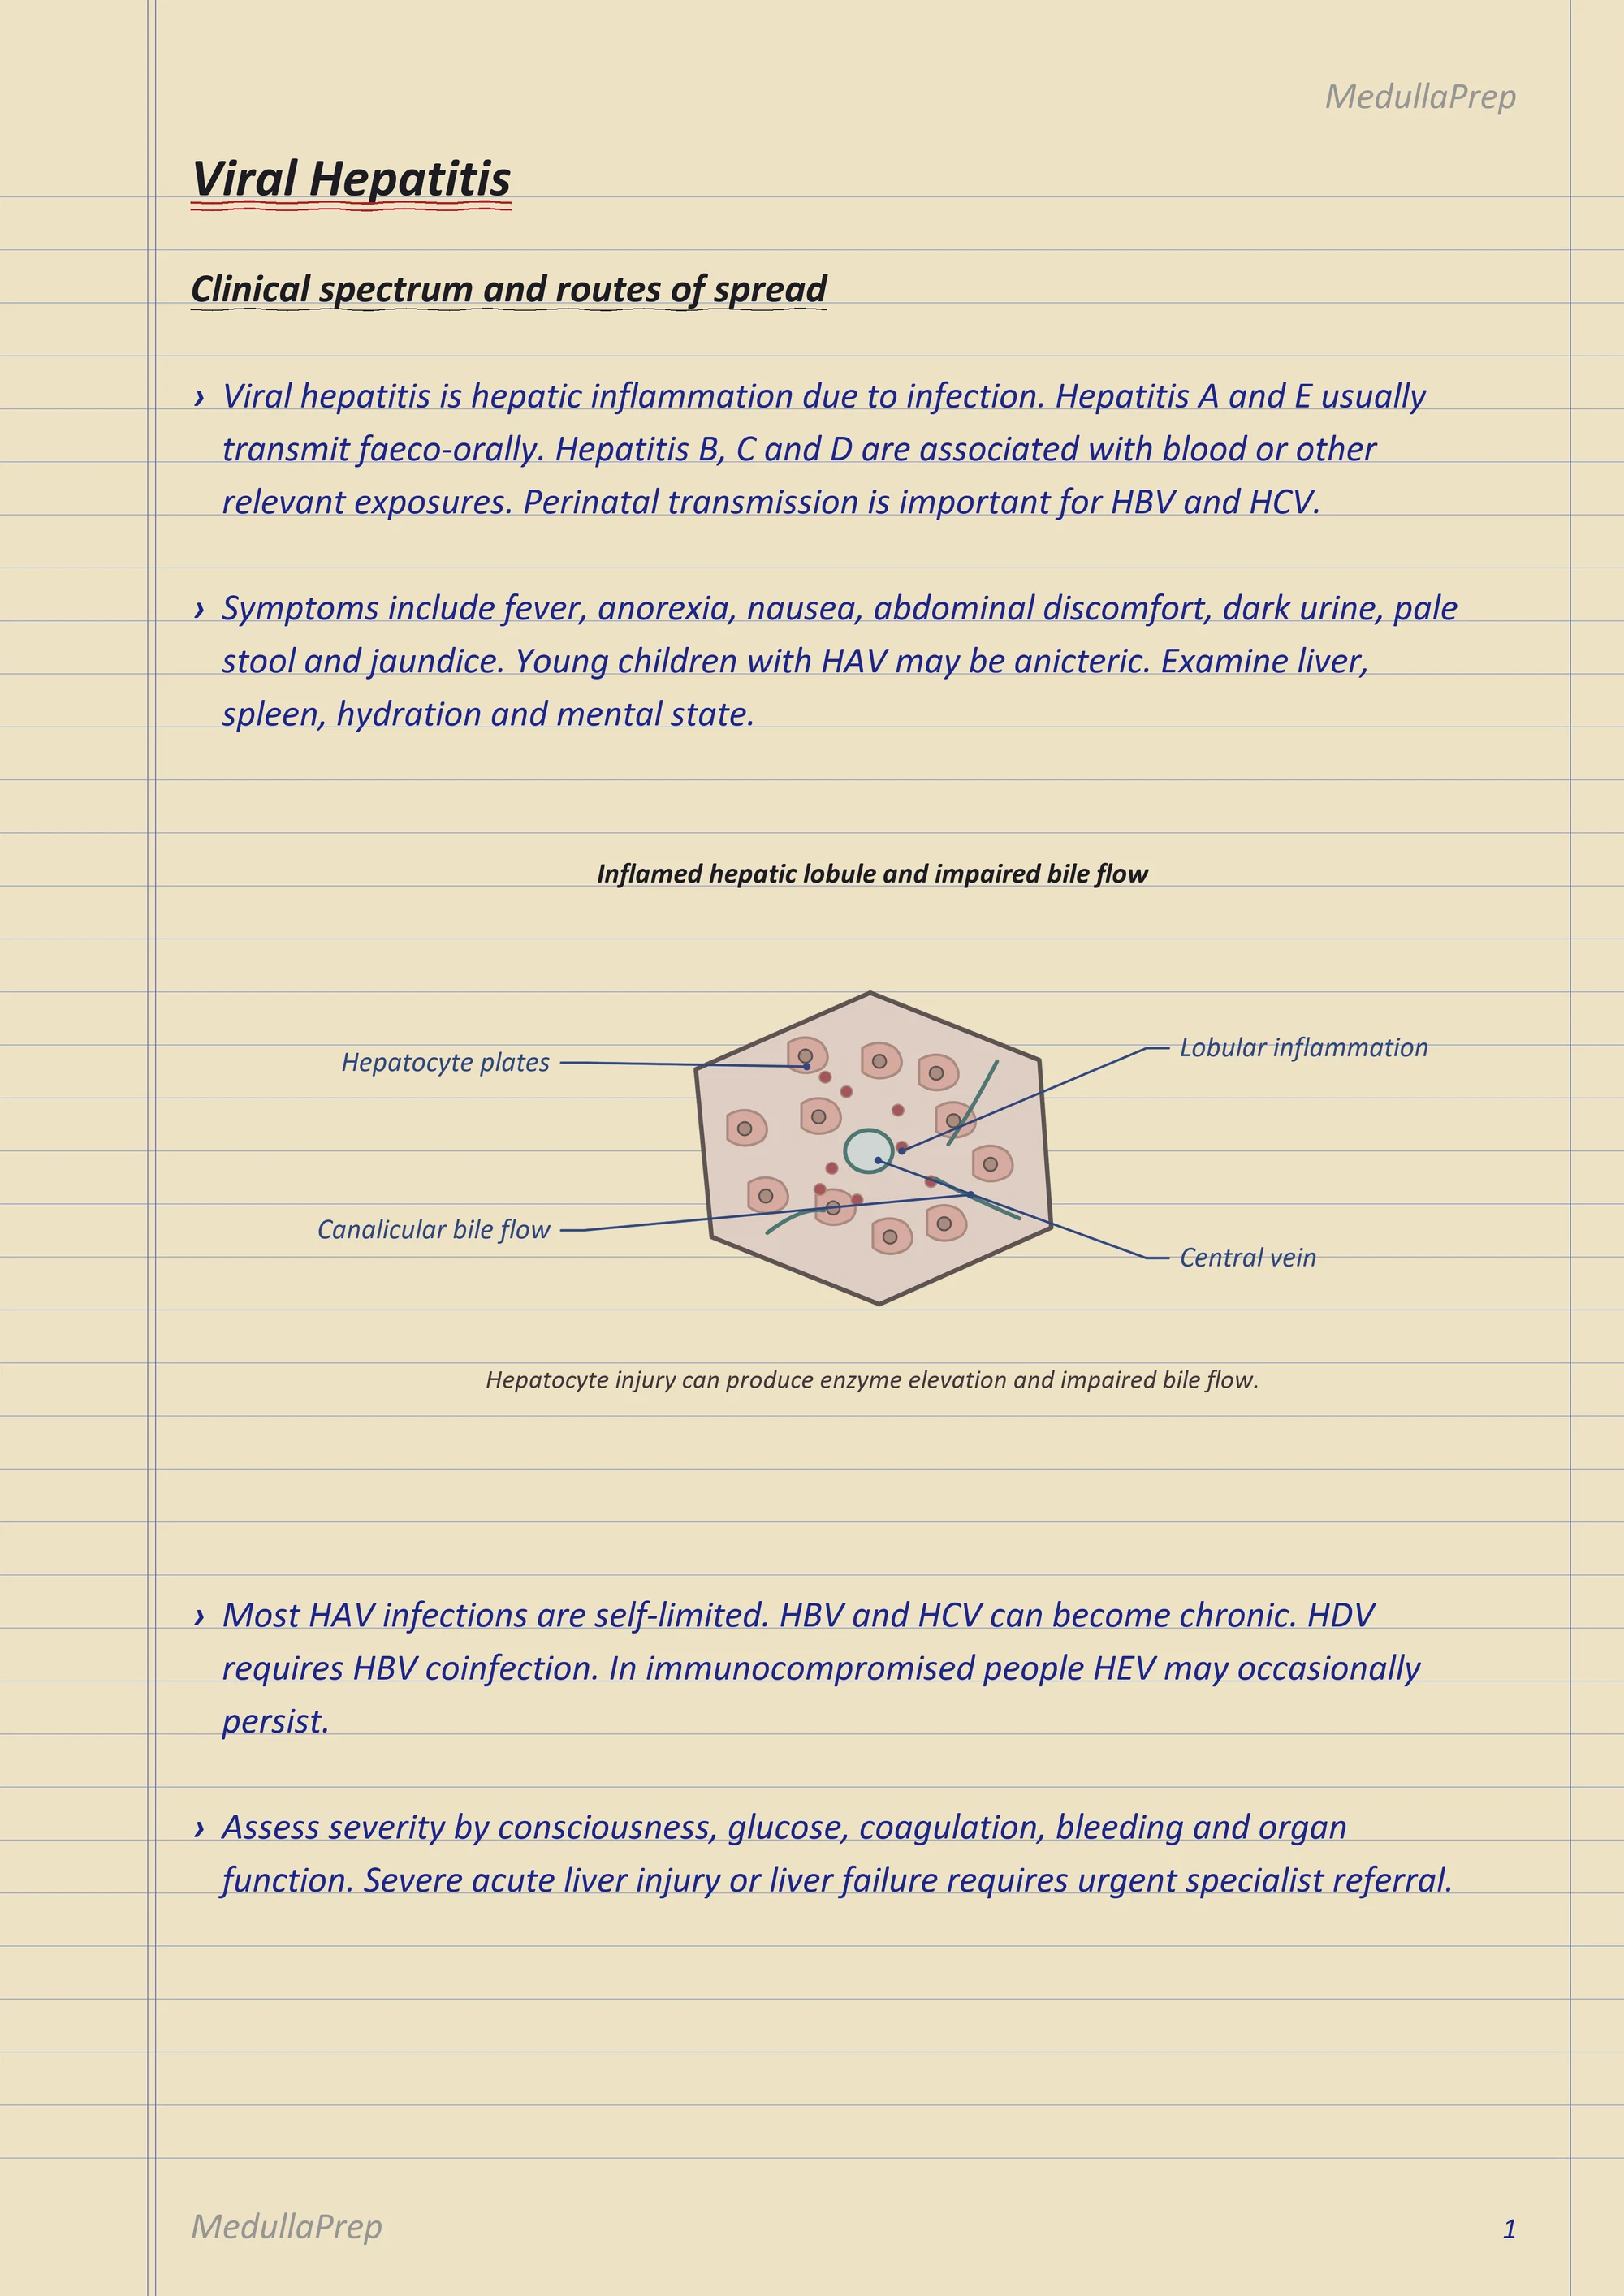 MedullaPrep
Viral Hepatitis
Clinical spectrum and routes of spread
› Viral hepatitis is hepatic inflammation due to infection. Hepatitis A and E usually
transmit faeco-orally. Hepatitis B, C and D are associated with blood or other
relevant exposures. Perinatal transmission is important for HBV and HCV.
› Symptoms include fever, anorexia, nausea, abdominal discomfort, dark urine, pale
stool and jaundice. Young children with HAV may be anicteric. Examine liver,
spleen, hydration and mental state.
Inflamed hepatic lobule and impaired bile flow
Lobular inflammation
Hepatocyte plates
Canalicular bile flow
Central vein
Hepatocyte injury can produce enzyme elevation and impaired bile flow.
› Most HAV infections are self-limited. HBV and HCV can become chronic. HDV
requires HBV coinfection. In immunocompromised people HEV may occasionally
persist.
› Assess severity by consciousness, glucose, coagulation, bleeding and organ
function. Severe acute liver injury or liver failure requires urgent specialist referral.
MedullaPrep
1